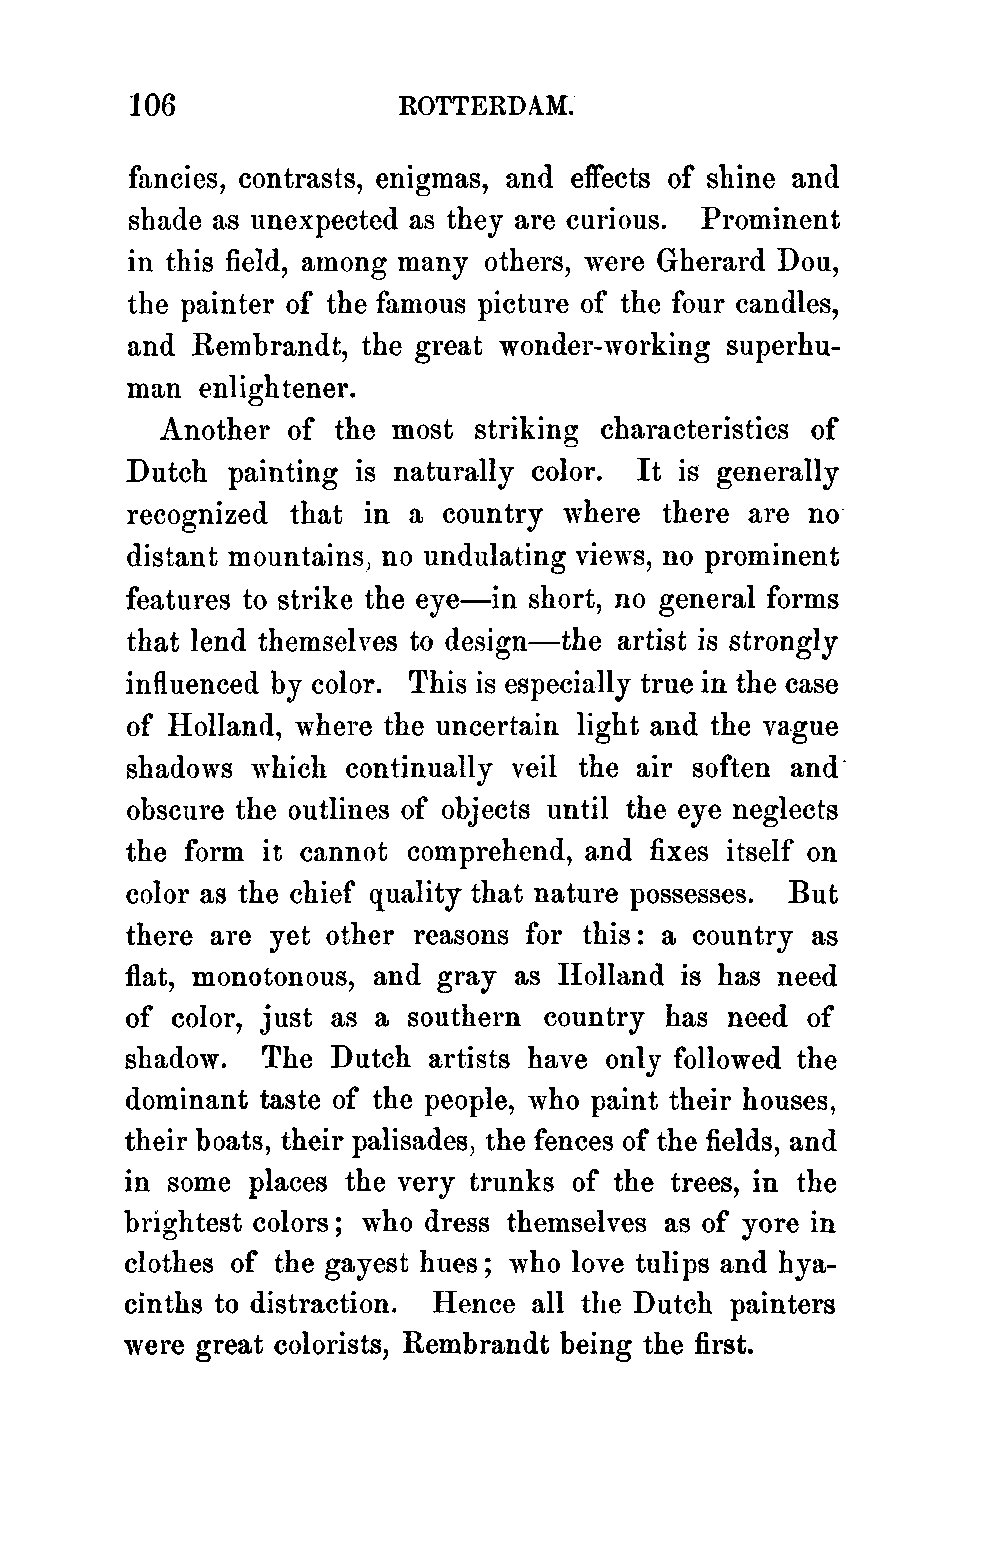 106 ROTTERDAM.
fancies, contrasts, enigmas, and effects of shine and
shade as unexpected as they are curious. Prominent
in this field, among many others, were Gherard Dou,
the painter of the famous picture of the four candles,
and Rembrandt, the great wonder-working superhu-
man enlightener.
Another of the most striking characteristics of
Dutch painting is naturally color. It is generally
recognized that in a country where there are no
distant mountains, no undulating views, no prominent
features to strike the eye—in short, no general forms
that lend themselves to design—the artist is strongly
influenced by color. This is especially true in the case
of Holland, where the uncertain light and the vague
shadows which continually veil the air soften and
obscure the outlines of objects until the eye neglects
the form it cannot comprehend, and fixes itself on
color as the chief quality that nature possesses. But
there are yet other reasons for this: a country as
flat, monotonous, and gray as Holland is has need
of color, just as a southern country has need of
shadow. The Dutch artists have only followed the
dominant taste of the people, who paint their houses,
their boats, their palisades, the fences of the fields, and
in some places the very trunks of the trees, in the
brightest colors; who dress themselves as of yore in
clothes of the gayest hues; who love tulips and hya-
cinths to distraction. Hence all the Dutch painters
were great colorists, Rembrandt being the first.